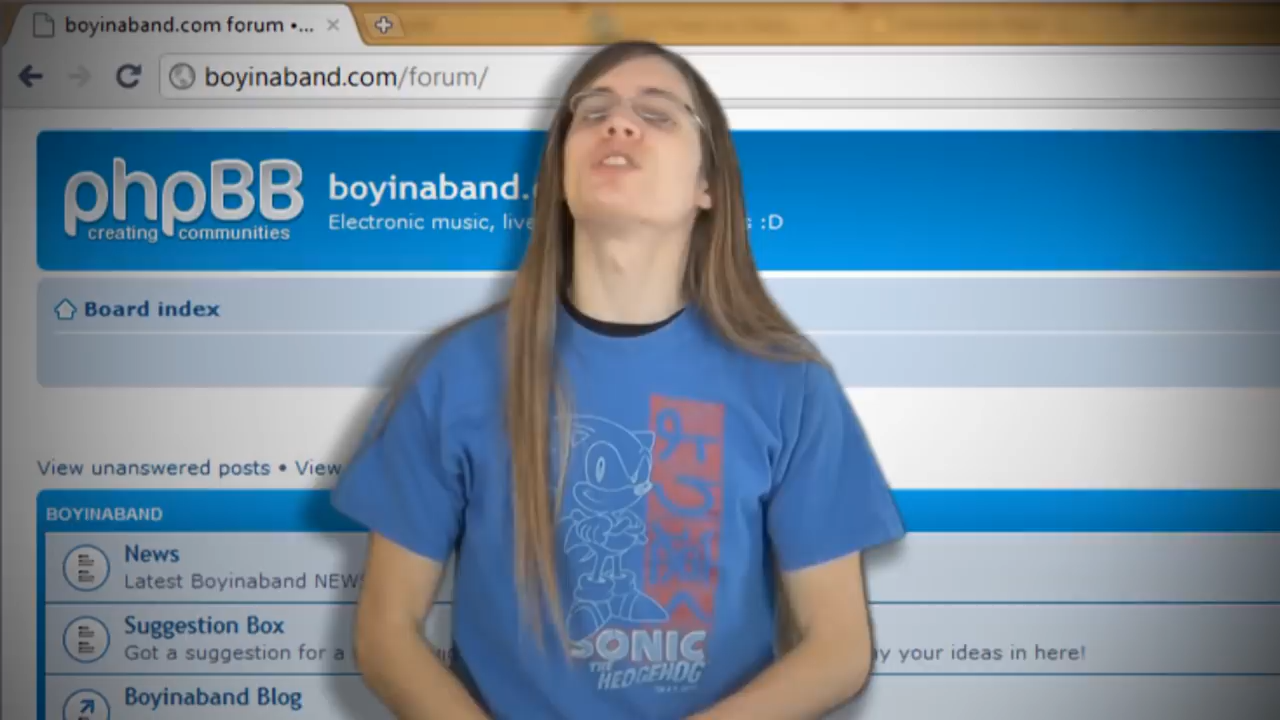 boyinaband.com forum •...
boyinaband.com/forum/
phpBB
creating communities
boyinaband.
Electronic music, live :D
Board index
View unanswered posts • View
BOYINABAND
News
Latest Boyinaband NEWS
Suggestion Box
Got a suggestion for a your ideas in here!
Boyinaband Blog
SONIC
THE
HEDGEHOG